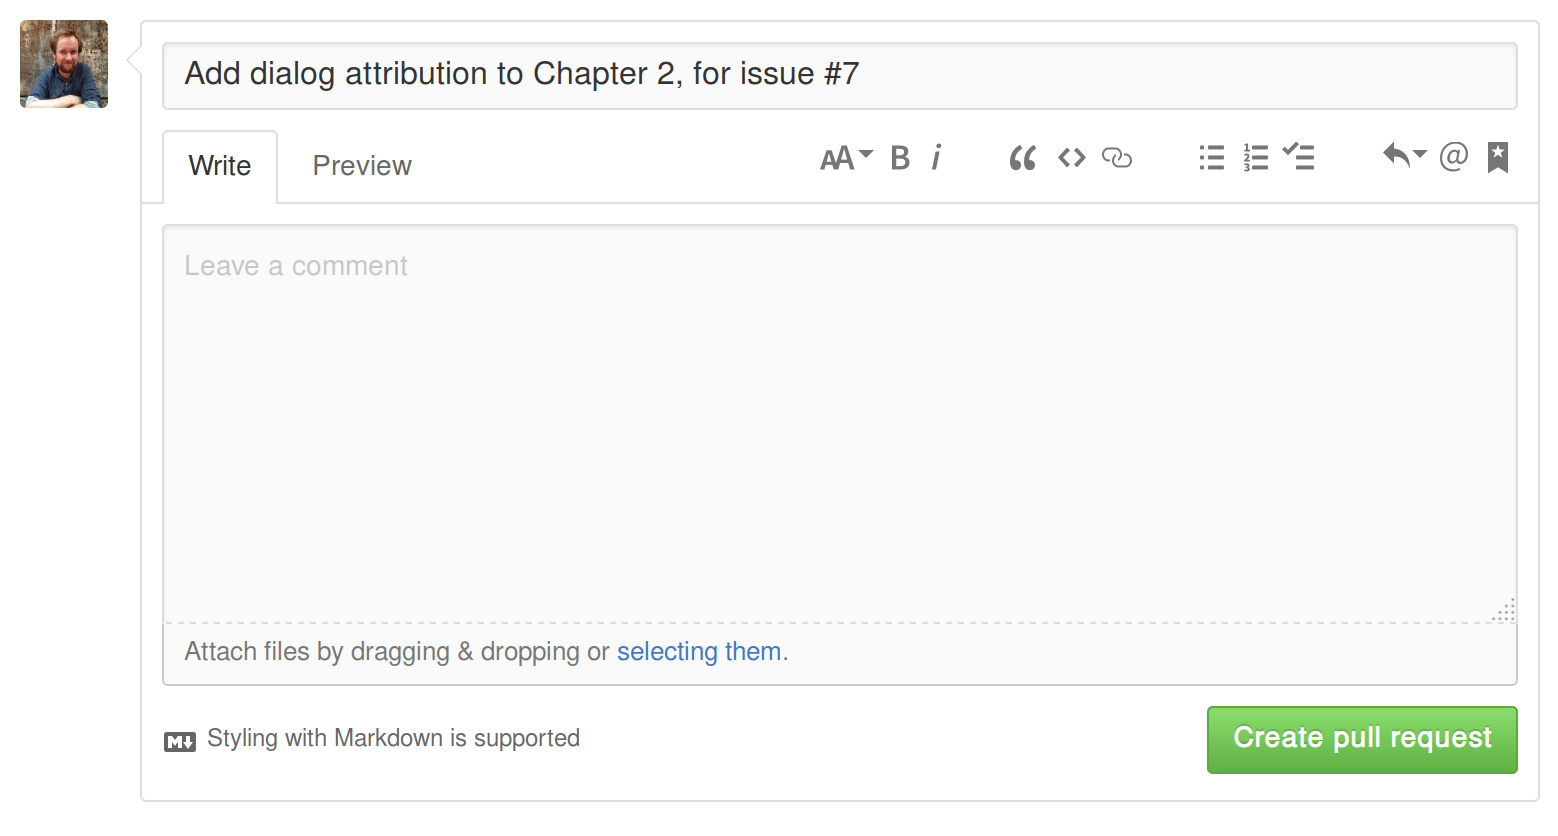 Add dialog attribution to Chapter 2, for issue #7
Write Preview AA B i @
Leave a comment
Attach files by dragging & dropping or selecting them.
M Styling with Markdown is supported
Create pull request